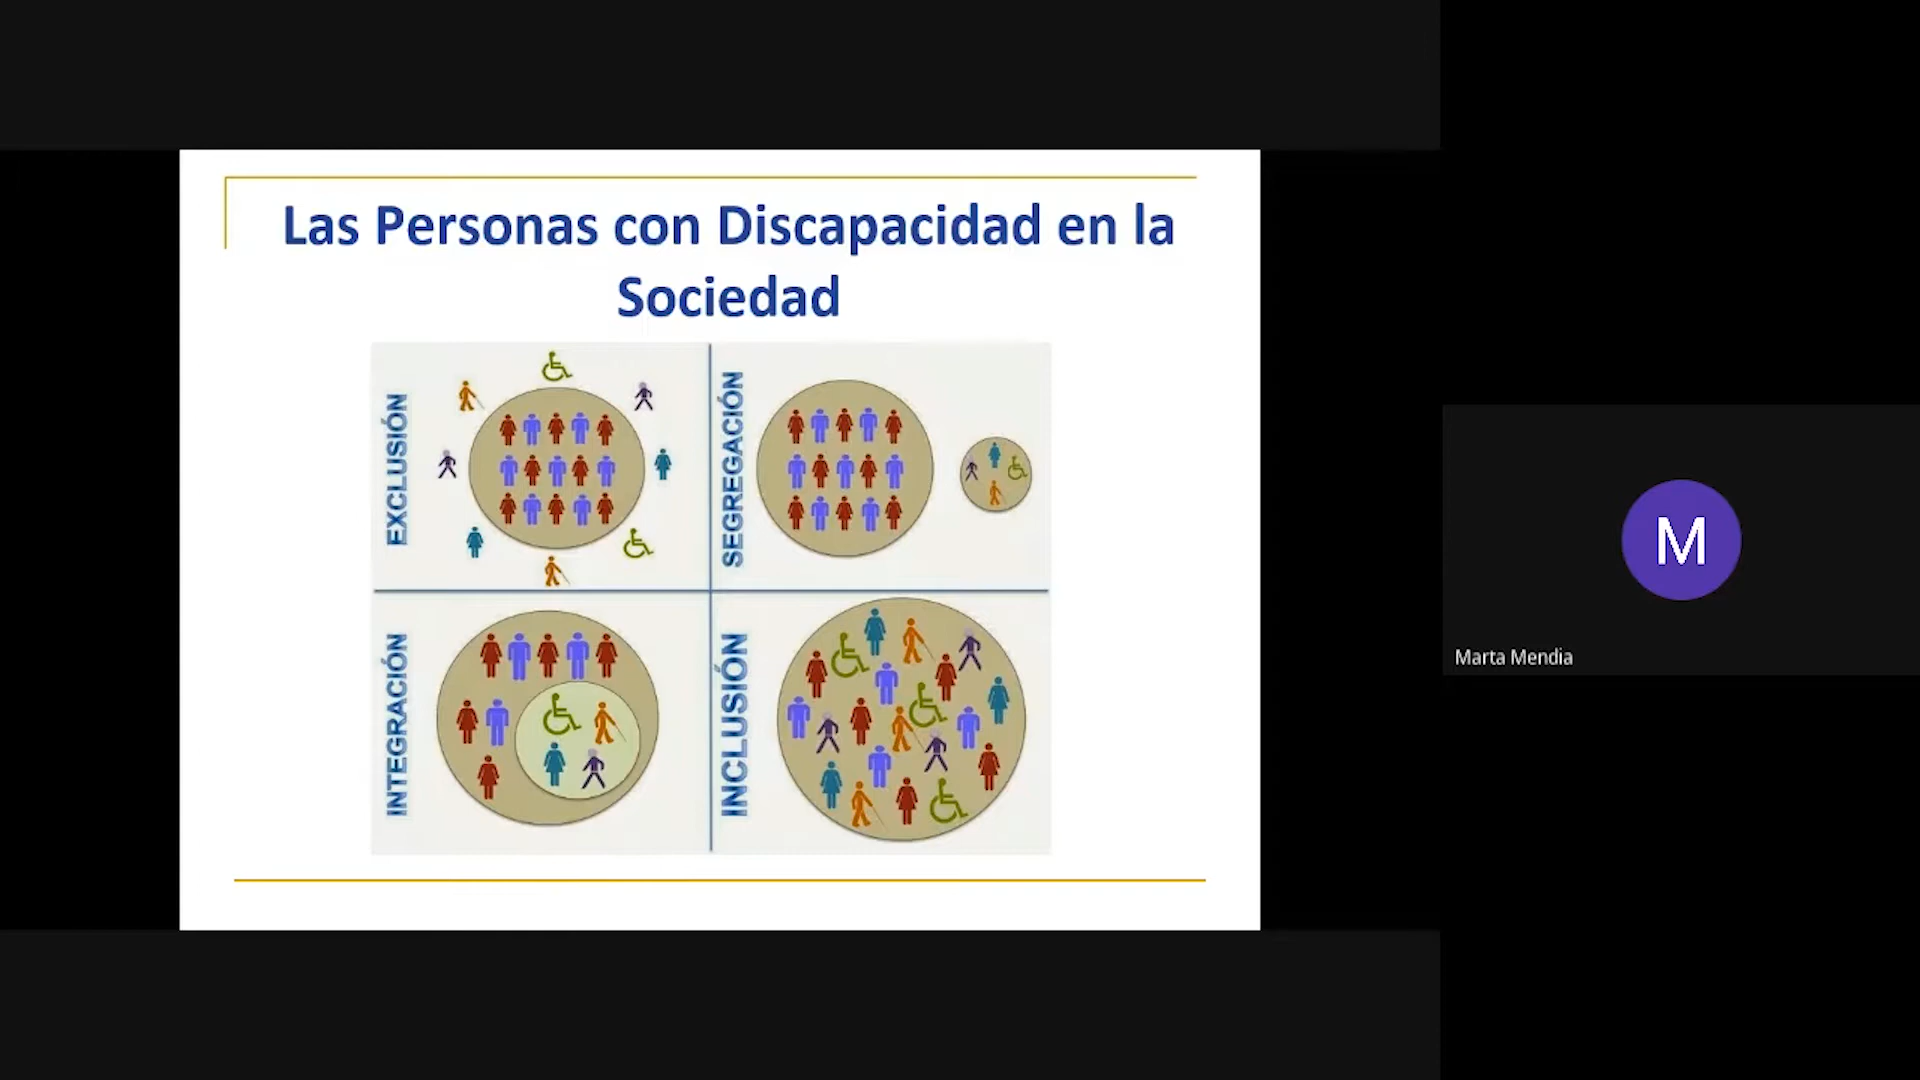 Las Personas con Discapacidad en la
Sociedad
EXCLUSIÓN
SEGREGACIÓN
INTEGRACIÓN
INCLUSIÓN
M
Marta Mendia